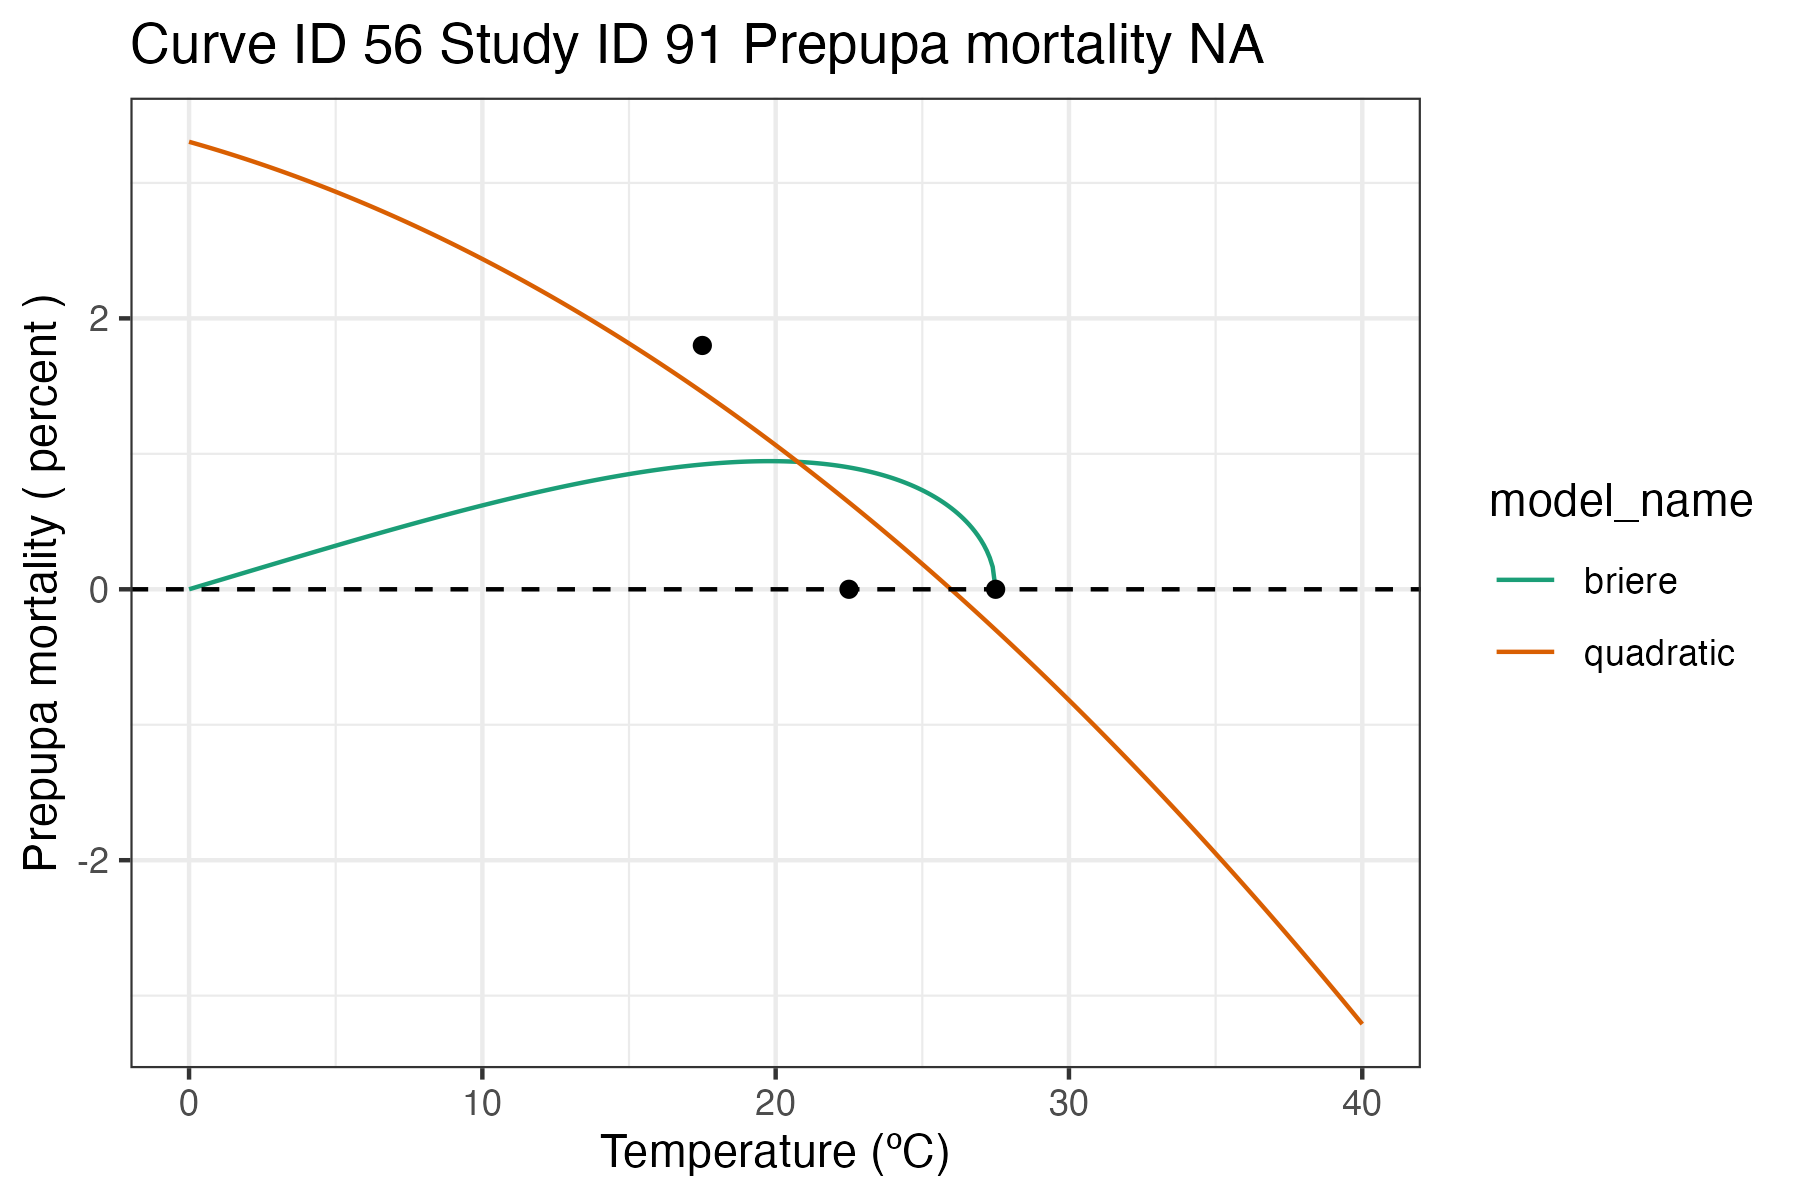 Curve ID 56 Study ID 91 Prepupa mortality NA
Prepupa mortality ( percent )
2
0
-2
0 10 20 30 40
Temperature (ºC)
model_name
briere
quadratic